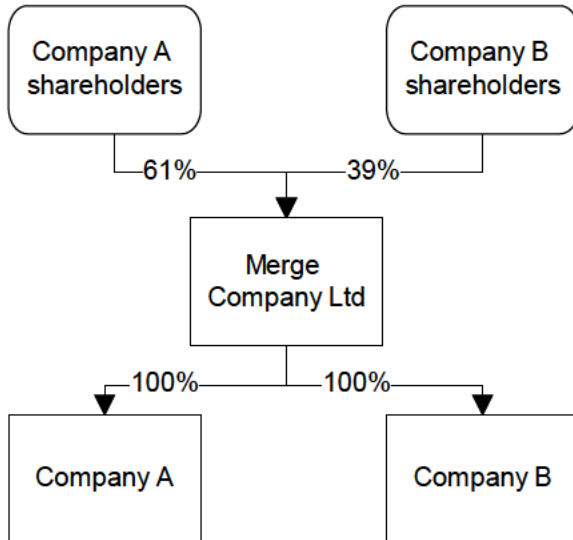 Company A
shareholders
Company B
shareholders
61%
39%
Merge
Company Ltd
100%
100%
Company A
Company B